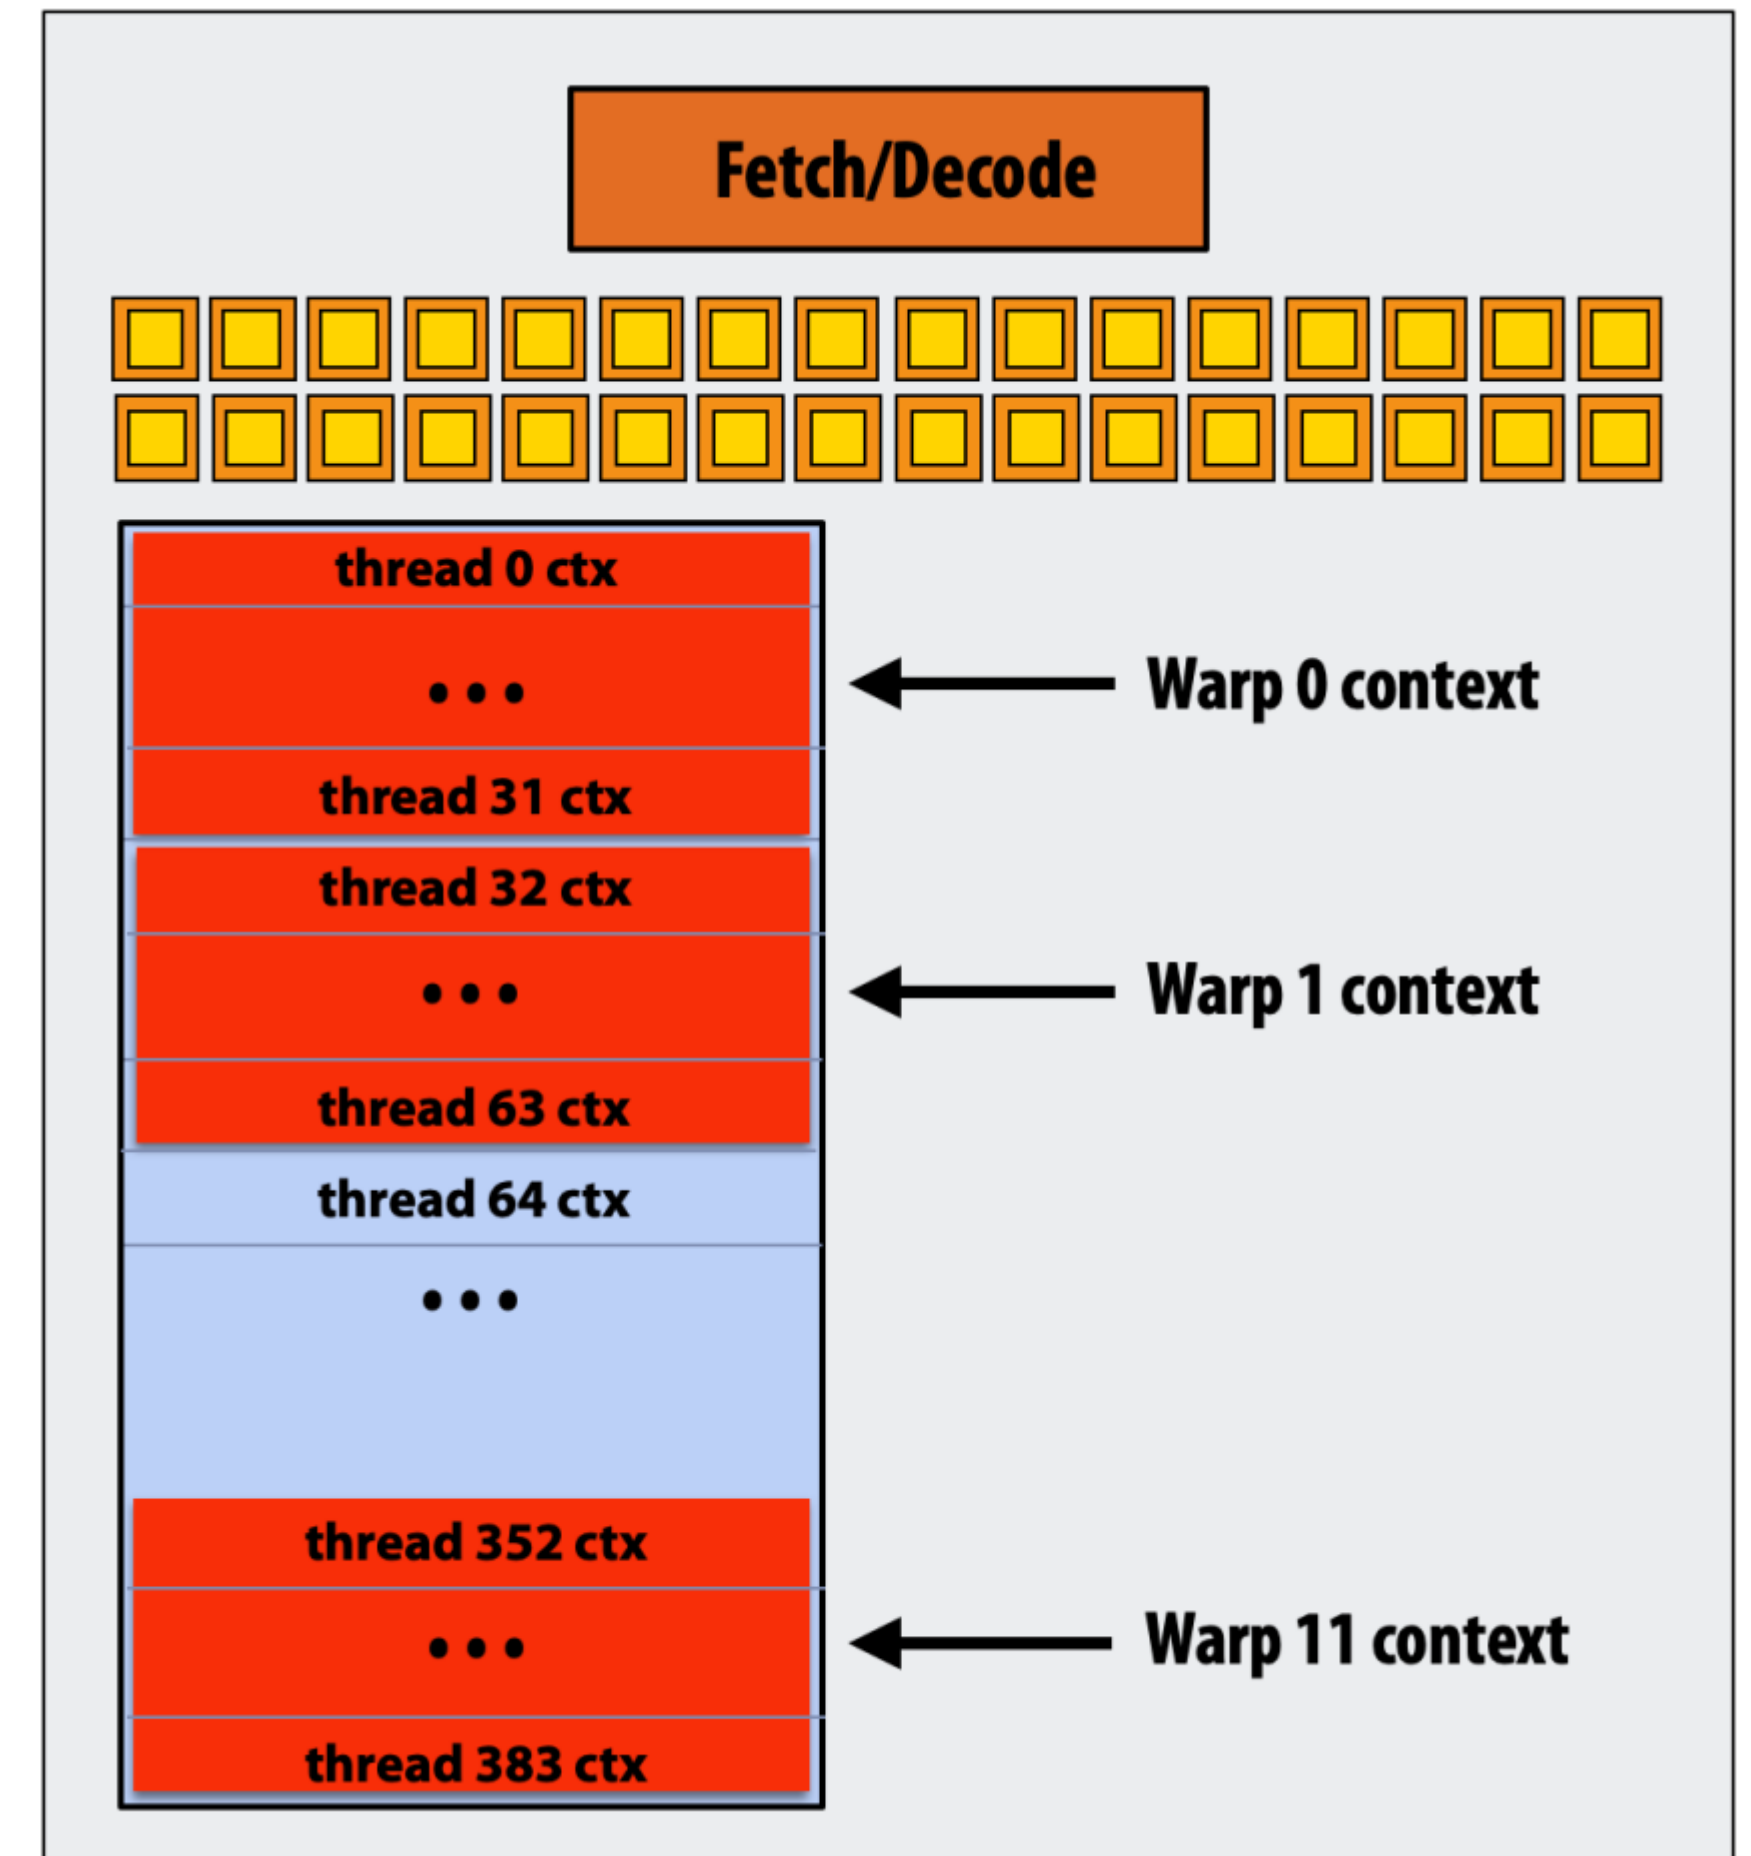 Fetch/Decode
thread 0 ctx
...
Warp 0 context
thread 31 ctx
thread 32 ctx
...
Warp 1 context
thread 63 ctx
thread 64 ctx
...
thread 352 ctx
...
Warp 11 context
thread 383 ctx